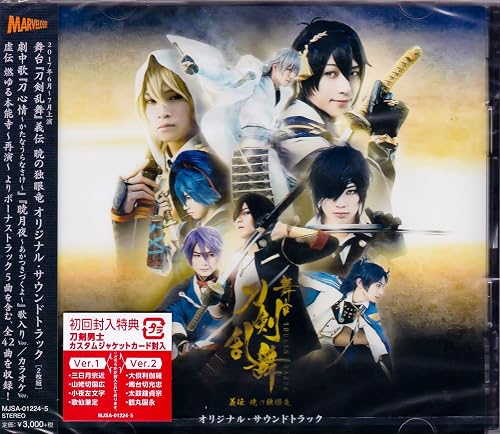 MARVELOUS!
2017年6月~7月上演
舞台『刀剣乱舞』義伝 暁の独眼竜 オリジナル・サウンドトラック [2枚組]
劇中歌『刀 心情~かたなうらなさけ~』『暁月夜~あかつきづくよ~』歌入りVer./カラオケVer.
虚伝 燃ゆる本能寺~再演~よりボーナストラック5曲を含む、全42曲を収録!
MJSA-01224-5
STEREO
定価:¥3,000+税
初回封入特典
刀剣男士
カスタムジャケットカード封入
Ver.1
•三日月宗近
•山姥切国広
•小夜左文字
•歌仙兼定
Ver.2
•大倶利伽羅
•燭台切光忠
•太鼓鐘貞宗
•鶴丸国永
MJSA-01224-5
舞台
刀剣乱舞
TOUKEN RANBU
義伝 暁の独眼竜
オリジナル・サウンドトラック